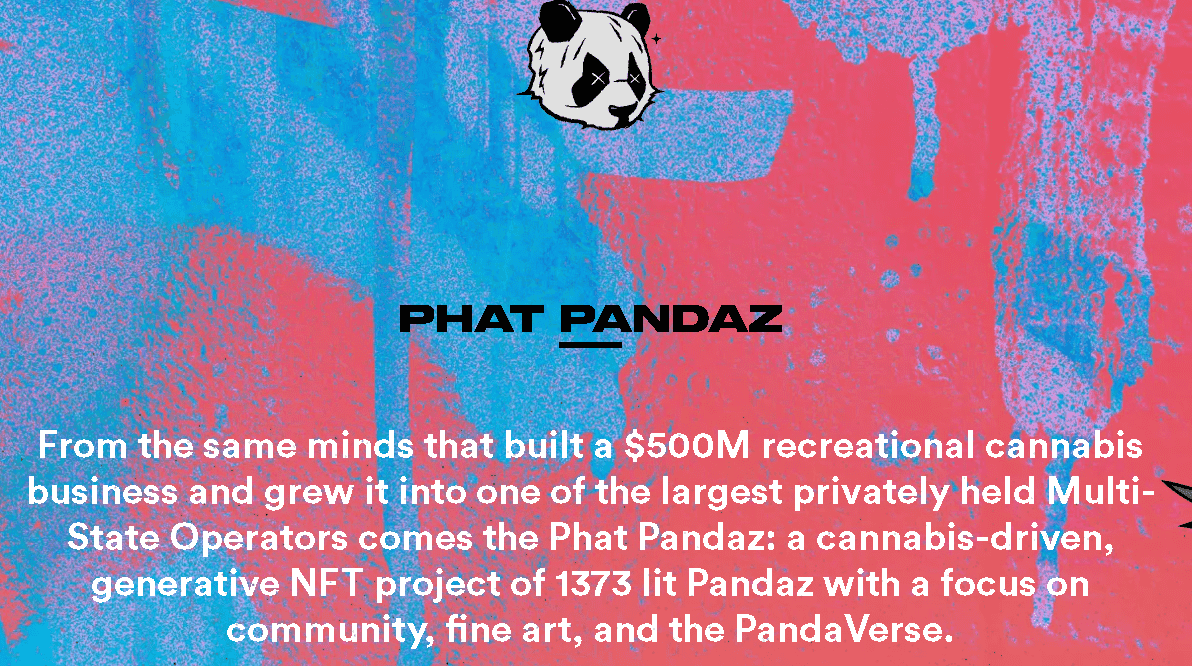 PHAT PANDAZ
From the same minds that built a $500M recreational cannabis
business and grew it into one of the largest privately held Multi-
State Operators comes the Phat Pandaz: a cannabis-driven,
generative NFT project of 1373 lit Pandaz with a focus on
community, fine art, and the PandaVerse.